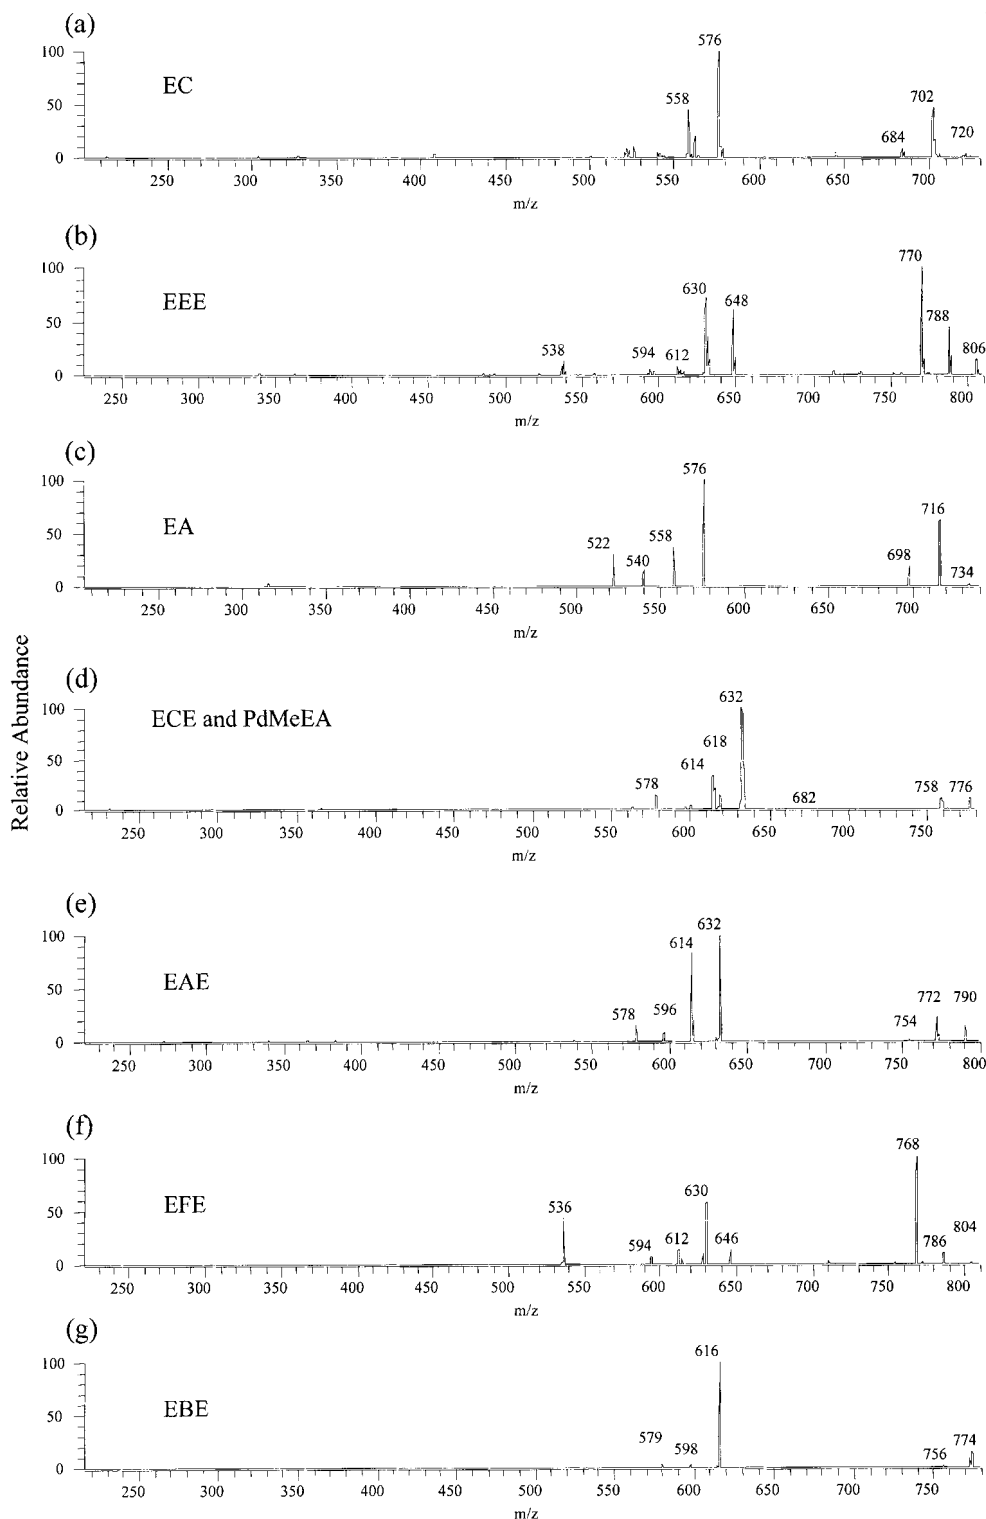 (a)
EC
100
50
0
576
558
702
684
720
250 300 350 400 450 500 550 600 650 700
m/z
(b)
EEE
100
50
0
770
630
648
788
806
538
594
612
250 300 350 400 450 500 550 600 650 700 750 800
m/z
(c)
EA
100
50
0
576
716
522
540
558
698
734
250 300 350 400 450 500 550 600 650 700
m/z
Relative Abundance
(d)
ECE and PdMeEA
100
50
0
632
618
614
578
682
758
776
250 300 350 400 450 500 550 600 650 700 750
m/z
(e)
EAE
100
50
0
632
614
578
596
754
772
790
250 300 350 400 450 500 550 600 650 700 750 800
m/z
(f)
EFE
100
50
0
768
630
536
594
612
646
786
804
250 300 350 400 450 500 550 600 650 700 750 800
m/z
(g)
EBE
100
50
0
616
579
598
756
774
250 300 350 400 450 500 550 600 650 700 750
m/z